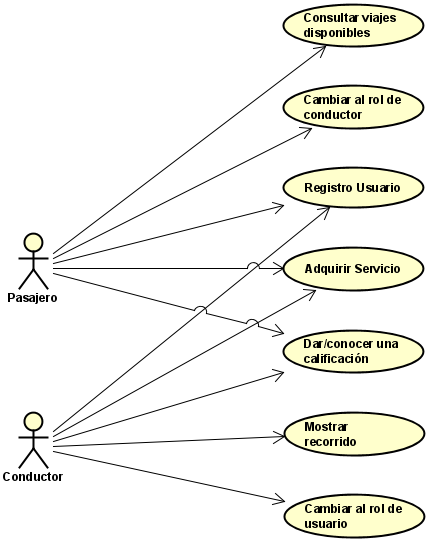 Consultar viajes
disponibles
Cambiar al rol de
conductor
Registro Usuario
Pasajero
Adquirir Servicio
Dar/conocer una
calificación
Mostrar
recorrido
Conductor
Cambiar al rol de
usuario